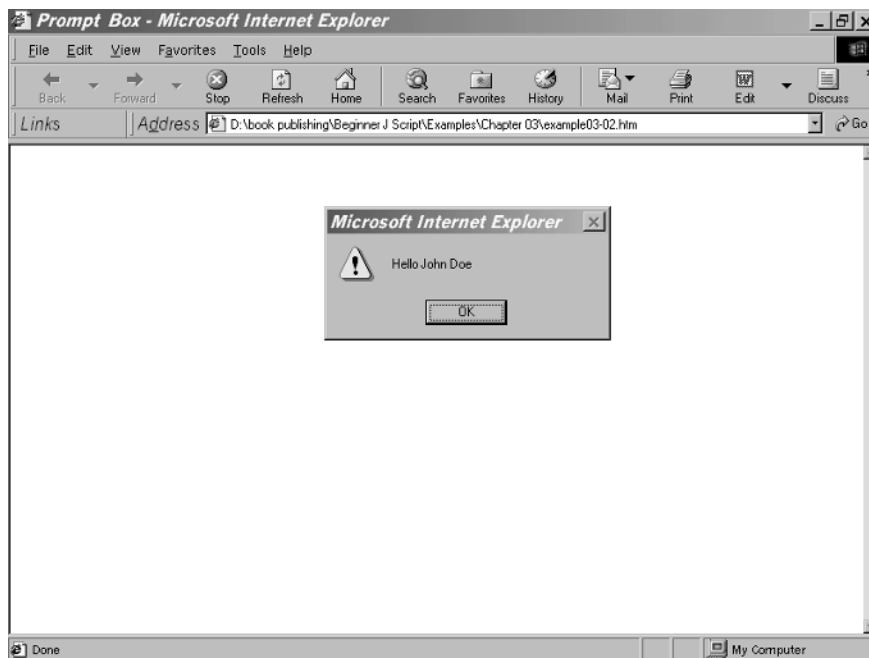 Prompt Box - Microsoft Internet Explorer
File Edit View Favorites Tools Help
Back Forward Stop Refresh Home Search Favorites History Mail Print Edit Discuss
Links Address D:\book publishing\Beginner J Script\Examples\Chapter 03\example03-02.htm Go
Microsoft Internet Explorer
Hello John Doe
OK
Done My Computer